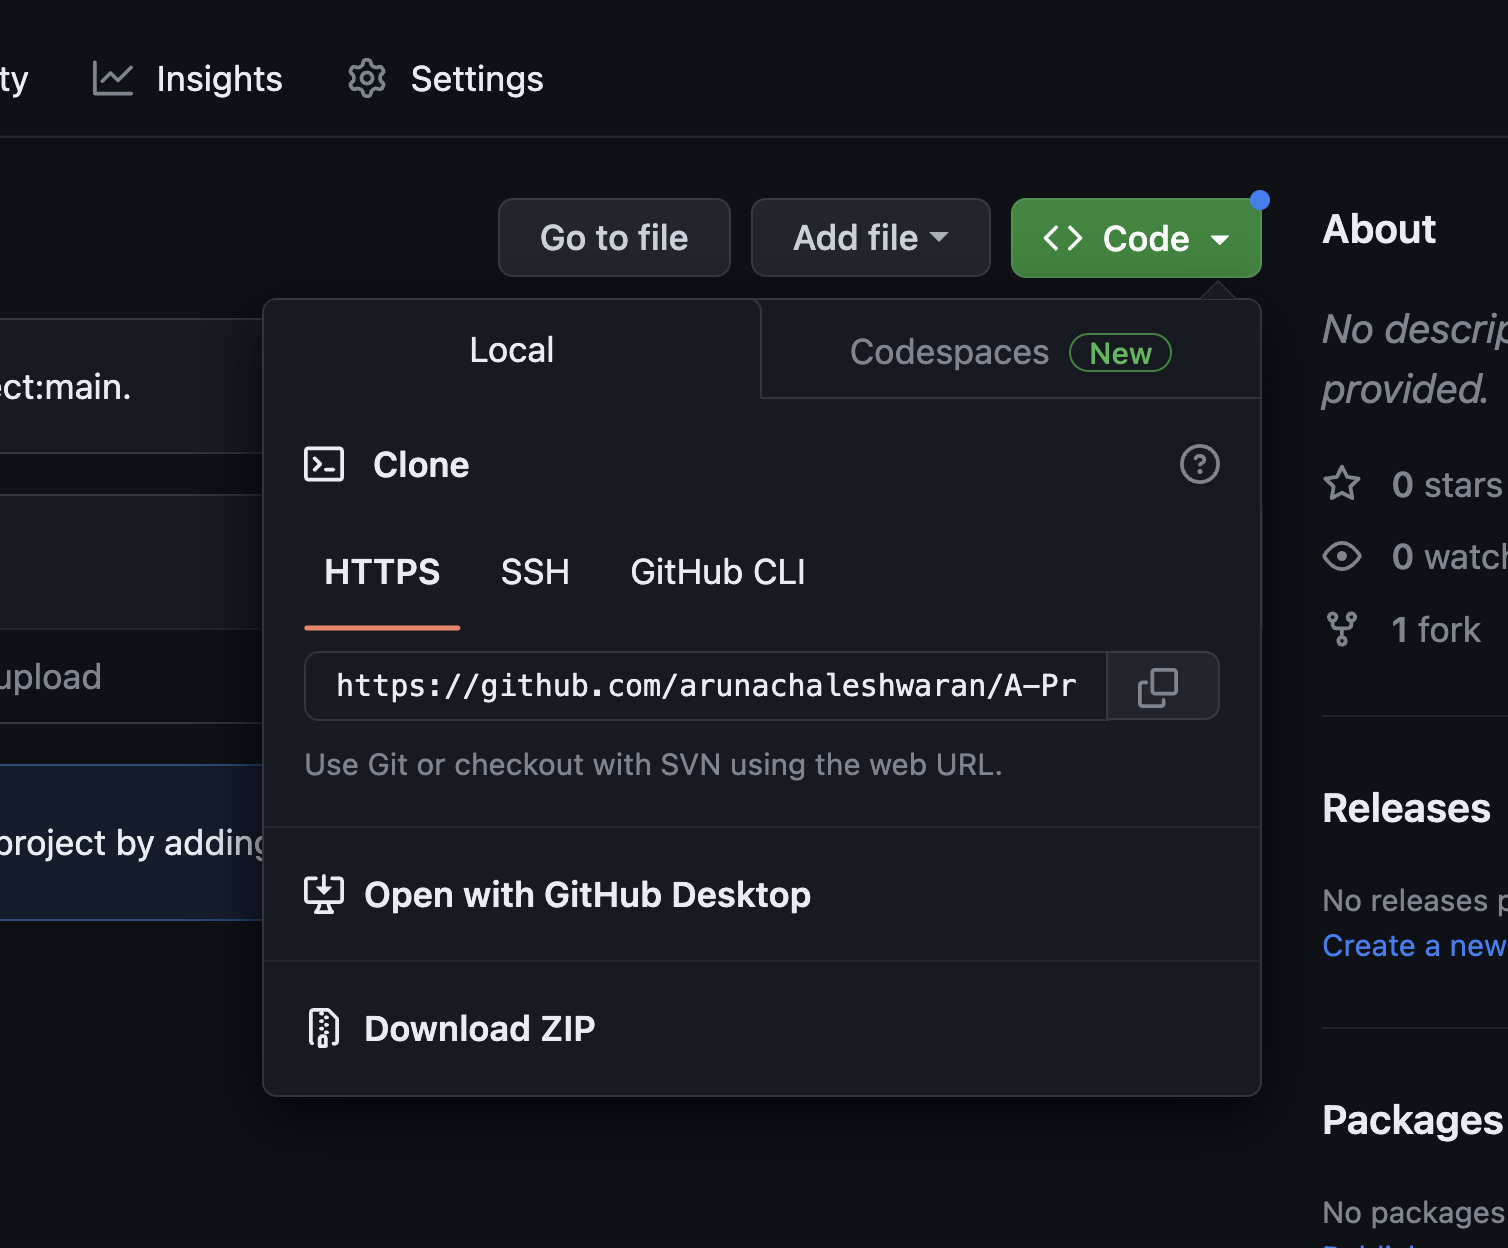 ty Insights Settings
Go to file Add file Code
About
No descrip
provided.
Local Codespaces New
ect:main.
Clone
0 stars
HTTPS SSH GitHub CLI
0 watch
1 fork
upload
https://github.com/arunachaleshwaran/A-Pr
Use Git or checkout with SVN using the web URL.
Releases
project by adding
Open with GitHub Desktop
No releases p
Create a new
Download ZIP
Packages
No packages